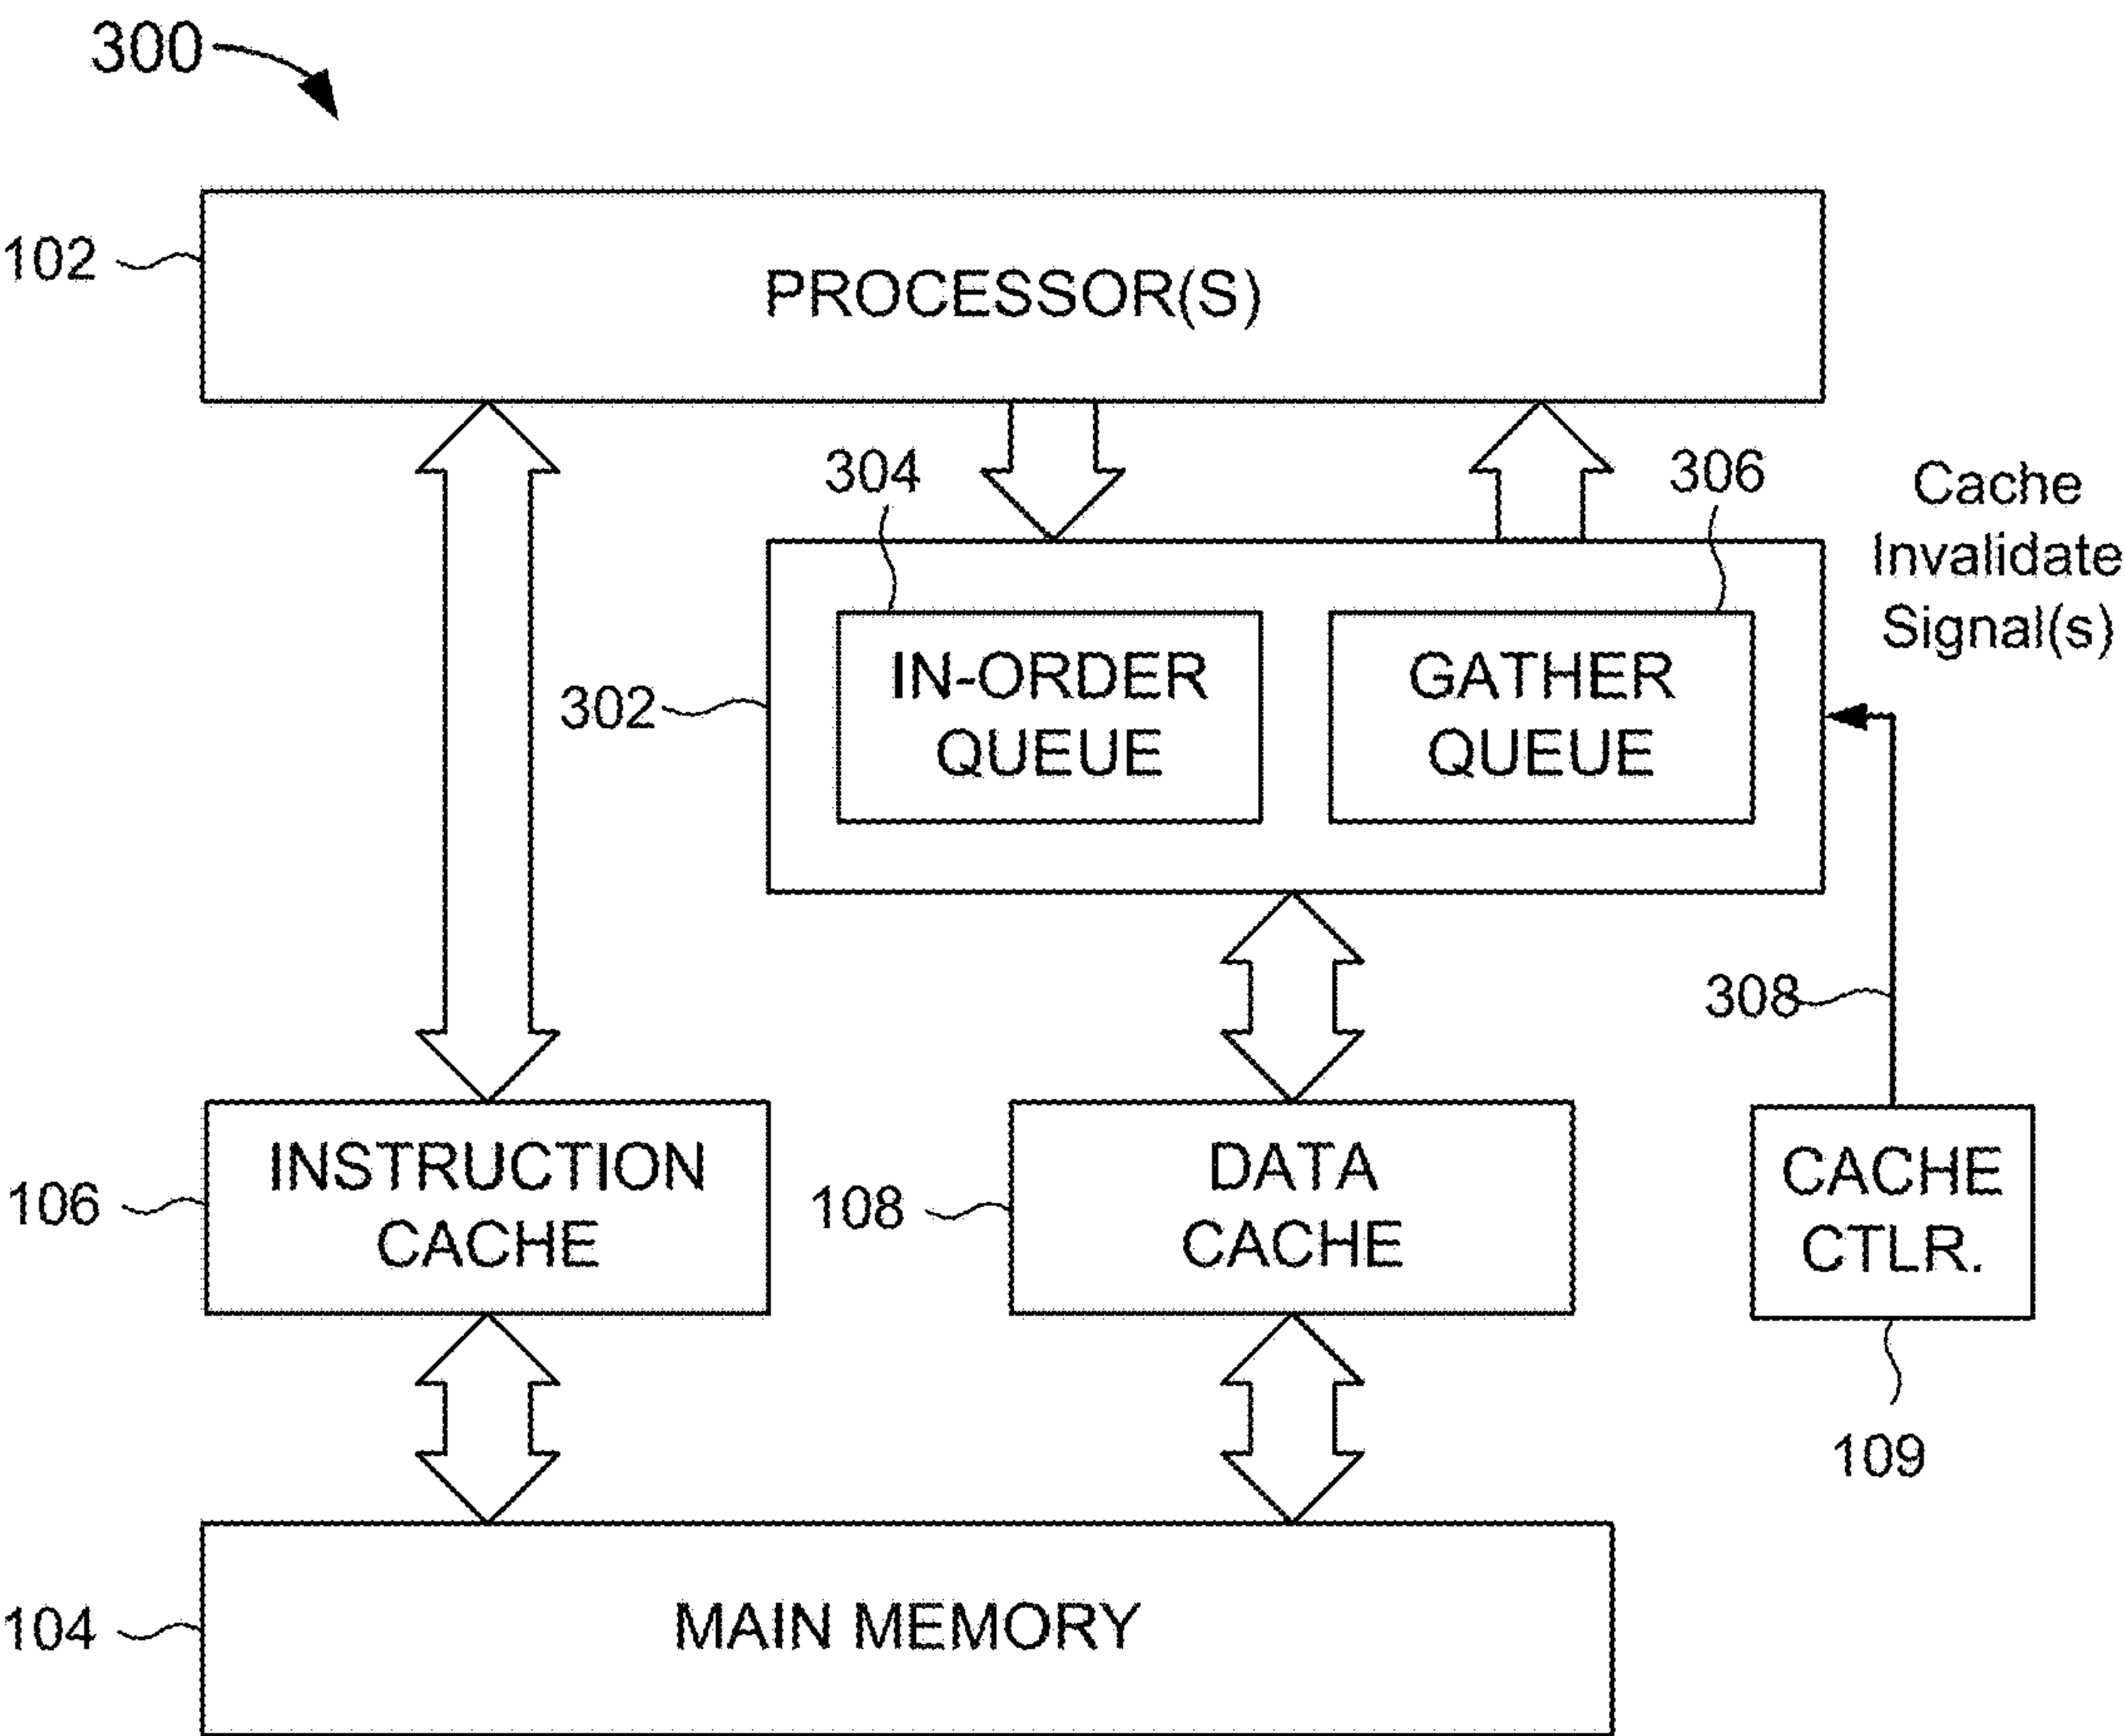 300
102
PROCESSOR(S)
304
306
Cache
Invalidate
Signal(s)
IN-ORDER
QUEUE
GATHER
QUEUE
302
308
INSTRUCTION
CACHE
106
DATA
CACHE
108
CACHE
CTLR.
109
MAIN MEMORY
104